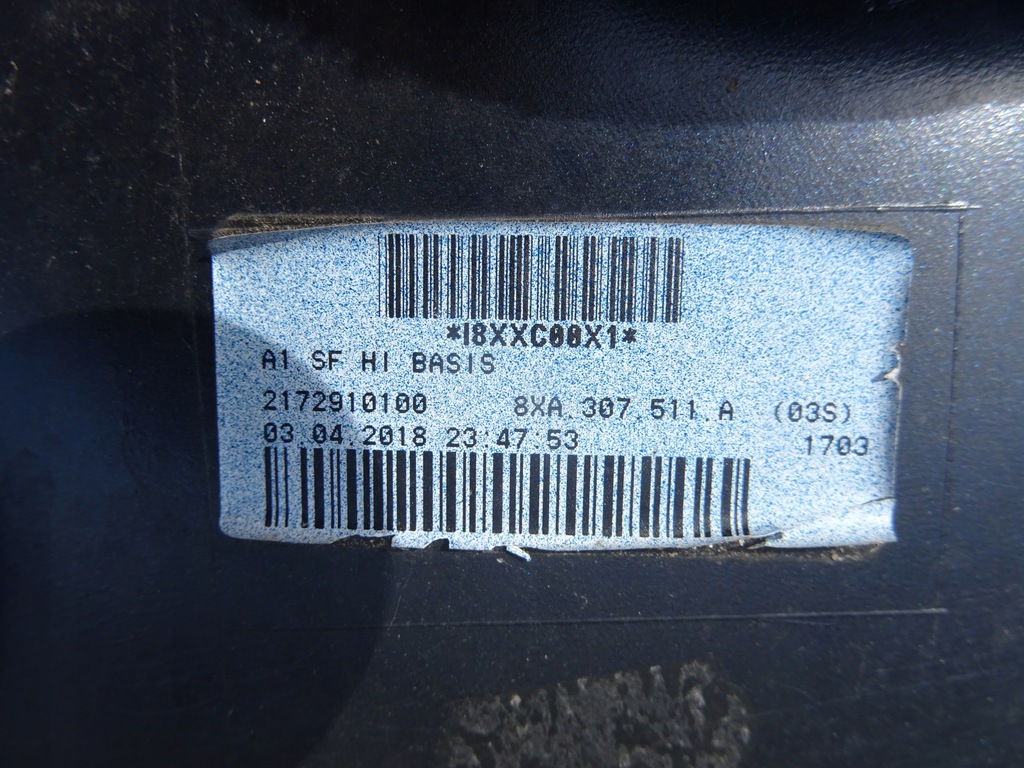 *I8XXC00X1*
A1 SF HI BASIS
2172910100 8XA 307 511 A (03S)
03.04.2018 23:47:53 1703